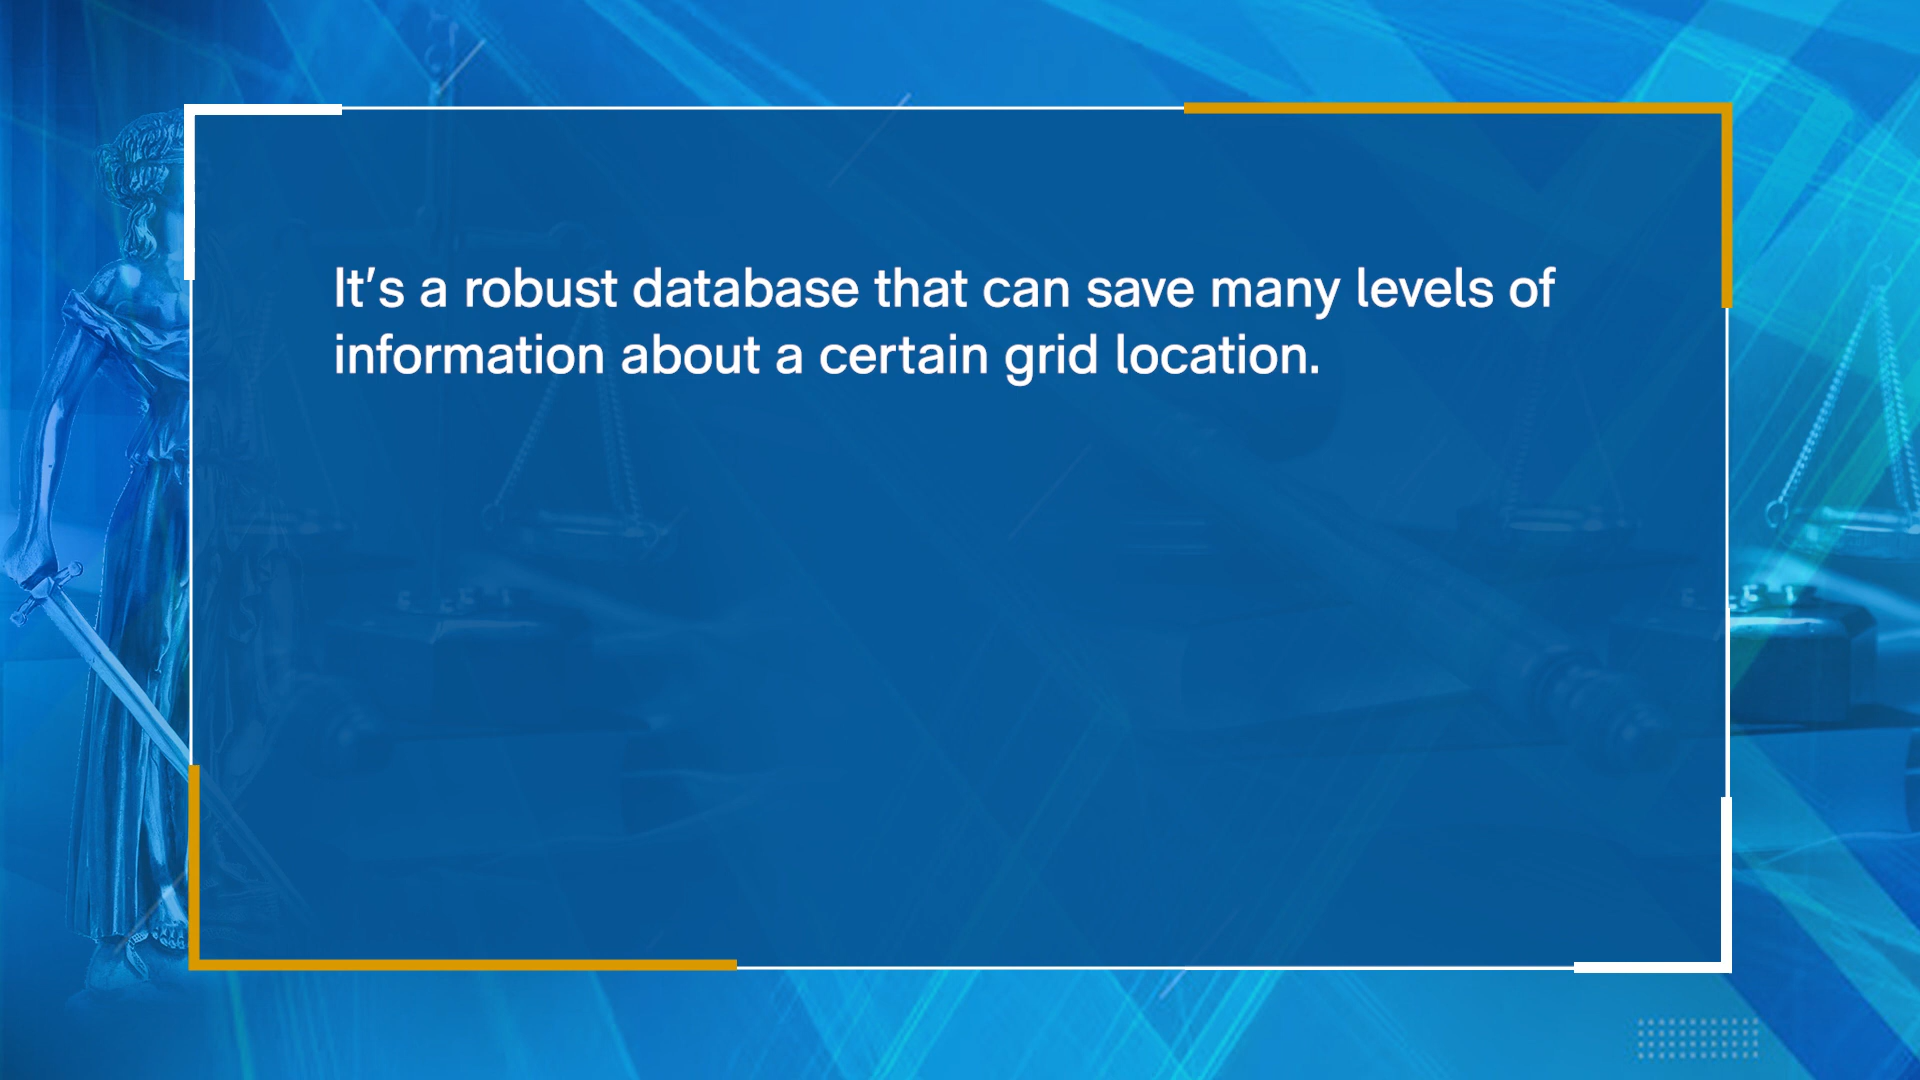 It's a robust database that can save many levels of
information about a certain grid location.